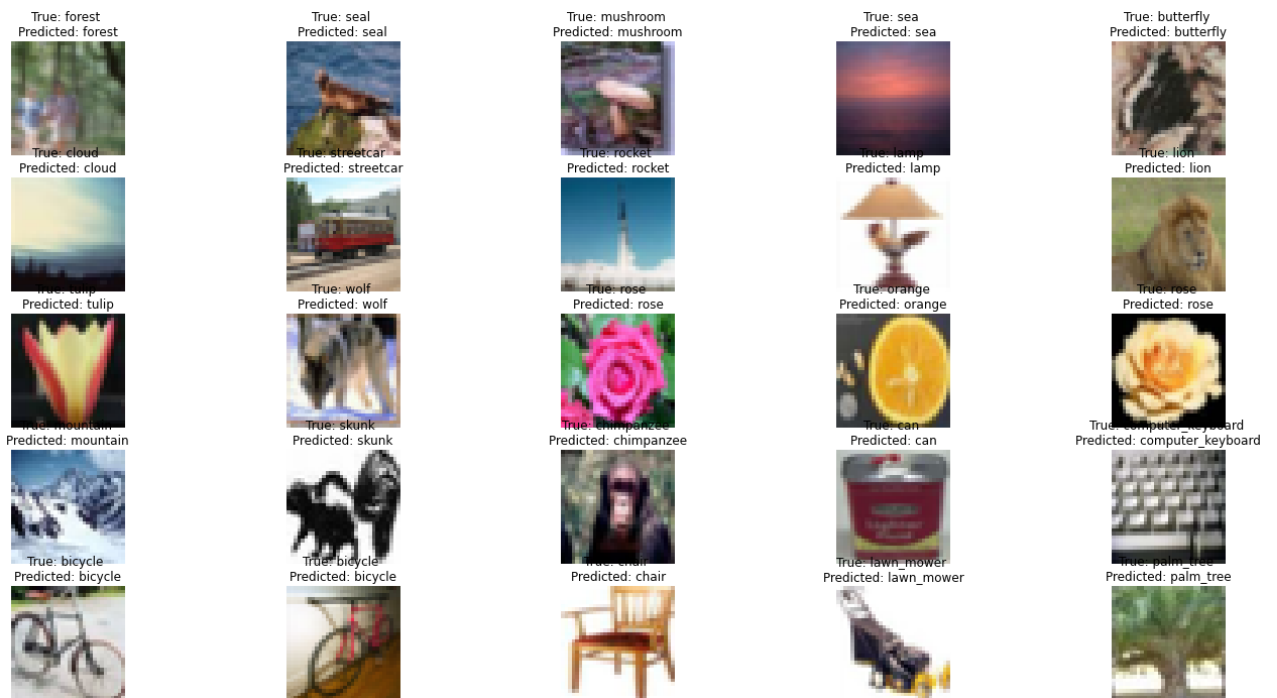 True: forest
Predicted: forest
True: seal
Predicted: seal
True: mushroom
Predicted: mushroom
True: sea
Predicted: sea
True: butterfly
Predicted: butterfly
True: cloud
Predicted: cloud
True: streetcar
Predicted: streetcar
True: rocket
Predicted: rocket
True: lamp
Predicted: lamp
True: lion
Predicted: lion
True: tulip
Predicted: tulip
True: wolf
Predicted: wolf
True: rose
Predicted: rose
True: orange
Predicted: orange
True: rose
Predicted: rose
True: mountain
Predicted: mountain
True: skunk
Predicted: skunk
True: chimpanzee
Predicted: chimpanzee
True: can
Predicted: can
True: computer_keyboard
Predicted: computer_keyboard
True: bicycle
Predicted: bicycle
True: bicycle
Predicted: bicycle
True: chair
Predicted: chair
True: lawn_mower
Predicted: lawn_mower
True: palm_tree
Predicted: palm_tree